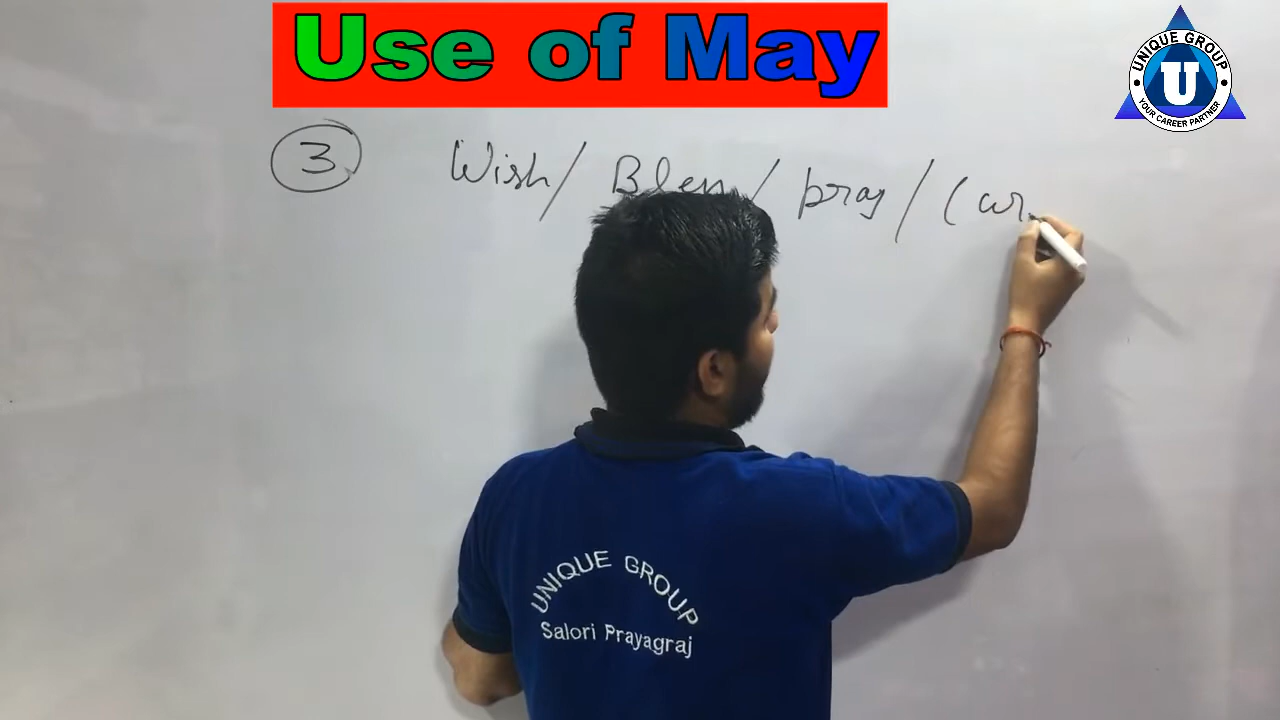 Use of May
UNIQUE GROUP
U
YOUR CAREER PARTNER
3 Wish / Bless / pray / (
UNIQUE GROUP
Salori Prayagraj